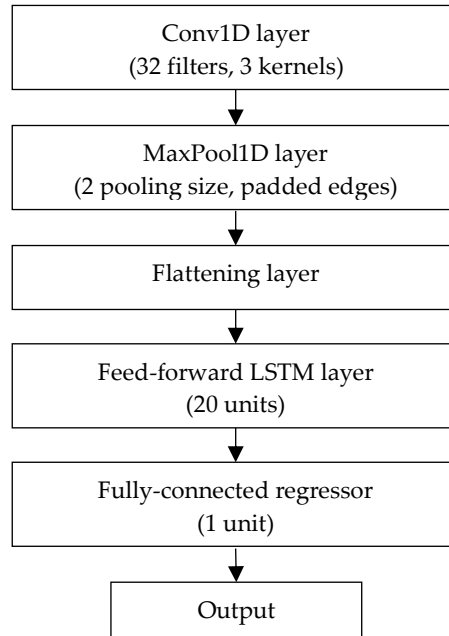 Conv1D layer
(32 filters, 3 kernels)
MaxPool1D layer
(2 pooling size, padded edges)
Flattening layer
Feed-forward LSTM layer
(20 units)
Fully-connected regressor
(1 unit)
Output